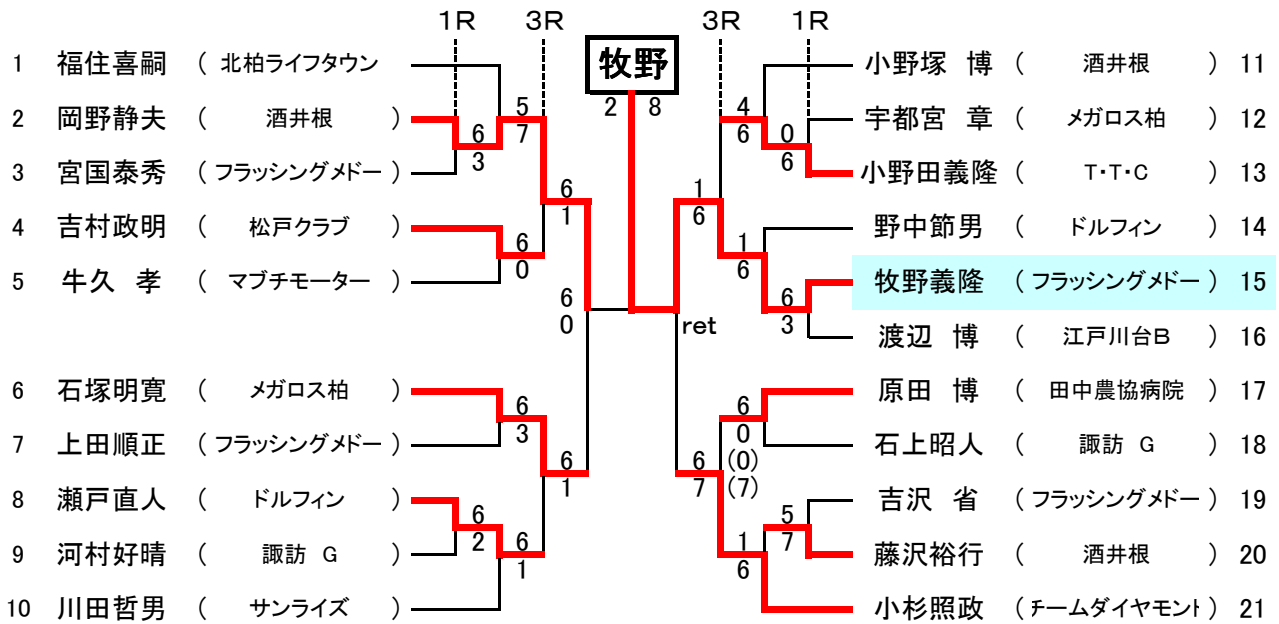 1R 3R 3R 1R
牧野
2 8
1 福住喜嗣 ( 北柏ライフタウン
2 岡野静夫 ( 酒井根 )
3 宮国泰秀 ( フラッシングメドー )
4 吉村政明 ( 松戸クラブ )
5 牛久 孝 ( マブチモーター )
6 石塚明寛 ( メガロス柏 )
7 上田順正 ( フラッシングメドー )
8 瀬戸直人 ( ドルフィン )
9 河村好晴 ( 諏訪 G )
10 川田哲男 ( サンライズ )
5
7
6
3
6
1
6
0
6
0
6
3
6
1
6
2
6
1
小野塚 博 ( 酒井根 ) 11
宇都宮 章 ( メガロス柏 ) 12
小野田義隆 ( T・T・C ) 13
野中節男 ( ドルフィン ) 14
牧野義隆 ( フラッシングメドー ) 15
渡辺 博 ( 江戸川台B ) 16
原田 博 ( 田中農協病院 ) 17
石上昭人 ( 諏訪 G ) 18
吉沢 省 ( フラッシングメドー ) 19
藤沢裕行 ( 酒井根 ) 20
小杉照政 ( チームダイヤモント ) 21
4
6
0
6
1
6
1
6
6
3
ret
6
0
6 (0)
7 (7)
5
7
1
6